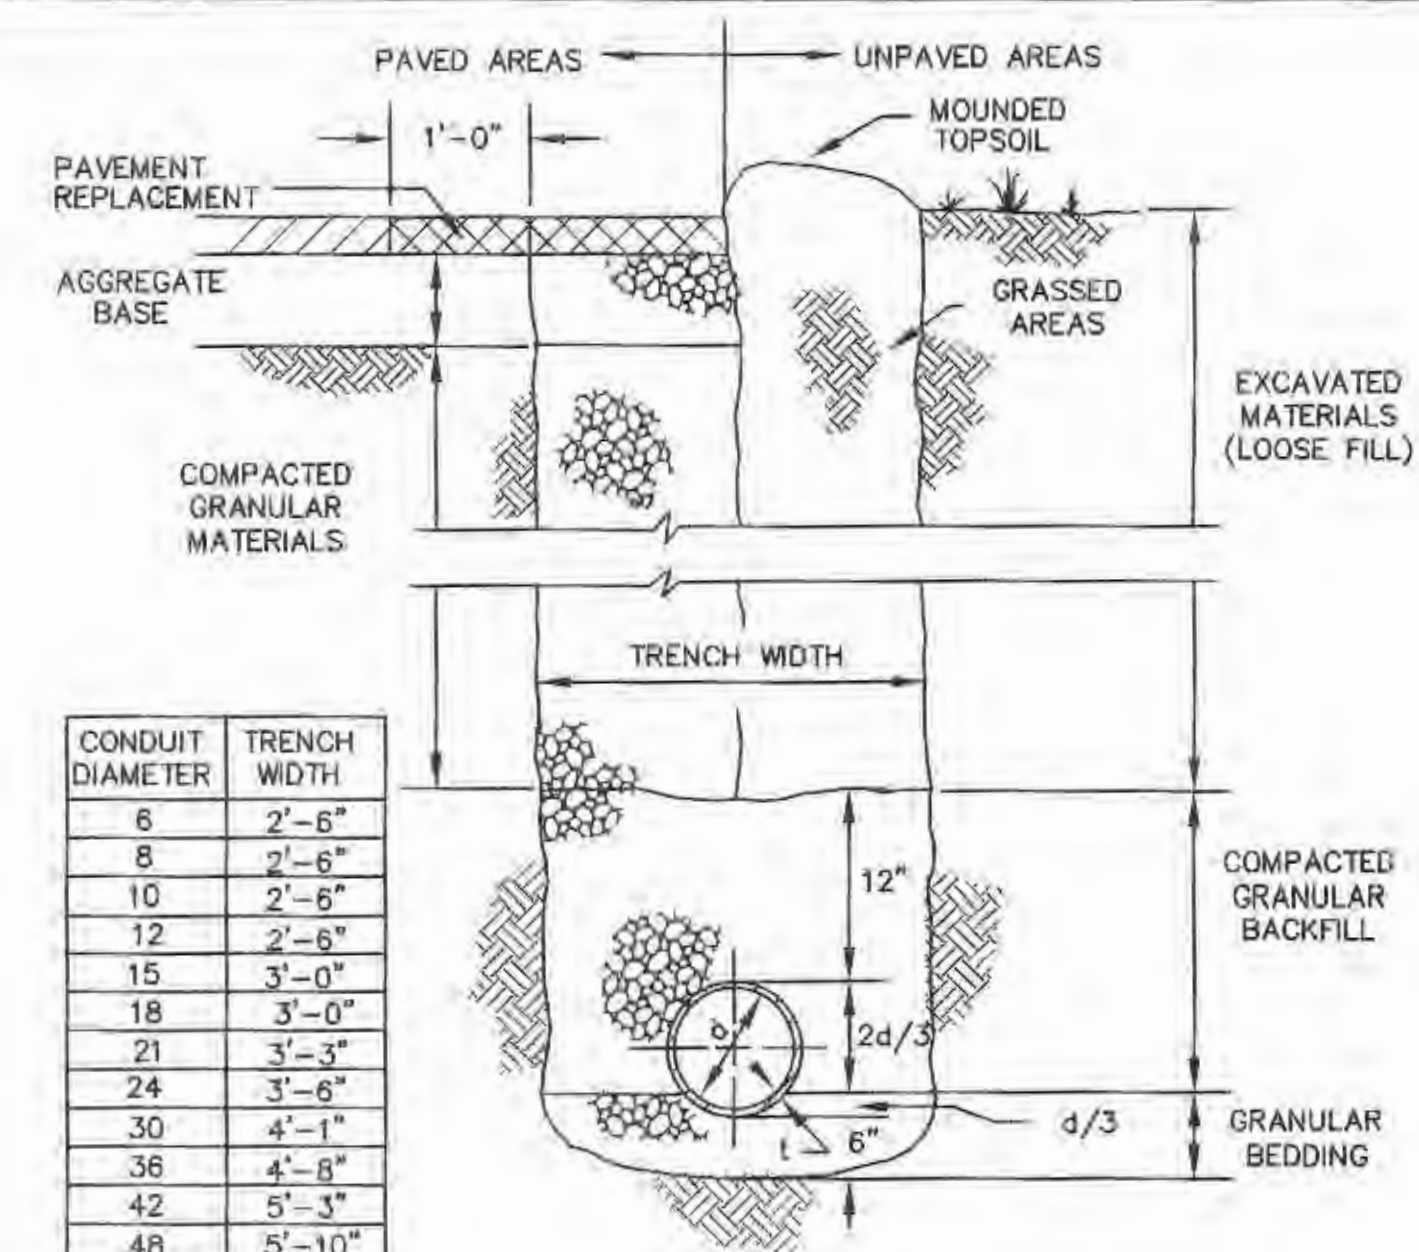 PAVED AREAS
UNPAVED AREAS
MOUNDED
TOPSOIL
1'-0"
PAVEMENT
REPLACEMENT
AGGREGATE
BASE
GRASSED
AREAS
EXCAVATED
MATERIALS
(LOOSE FILL)
COMPACTED
GRANULAR
MATERIALS
TRENCH WIDTH
CONDUIT DIAMETER TRENCH WIDTH
6 2'-6"
8 2'-6"
10 2'-6"
12 2'-6"
15 3'-0"
18 3'-0"
21 3'-3"
24 3'-6"
30 4'-1"
36 4'-8"
42 5'-3"
48 5'-10"
12"
COMPACTED
GRANULAR
BACKFILL
d
2d/3
t
6"
d/3
GRANULAR
BEDDING